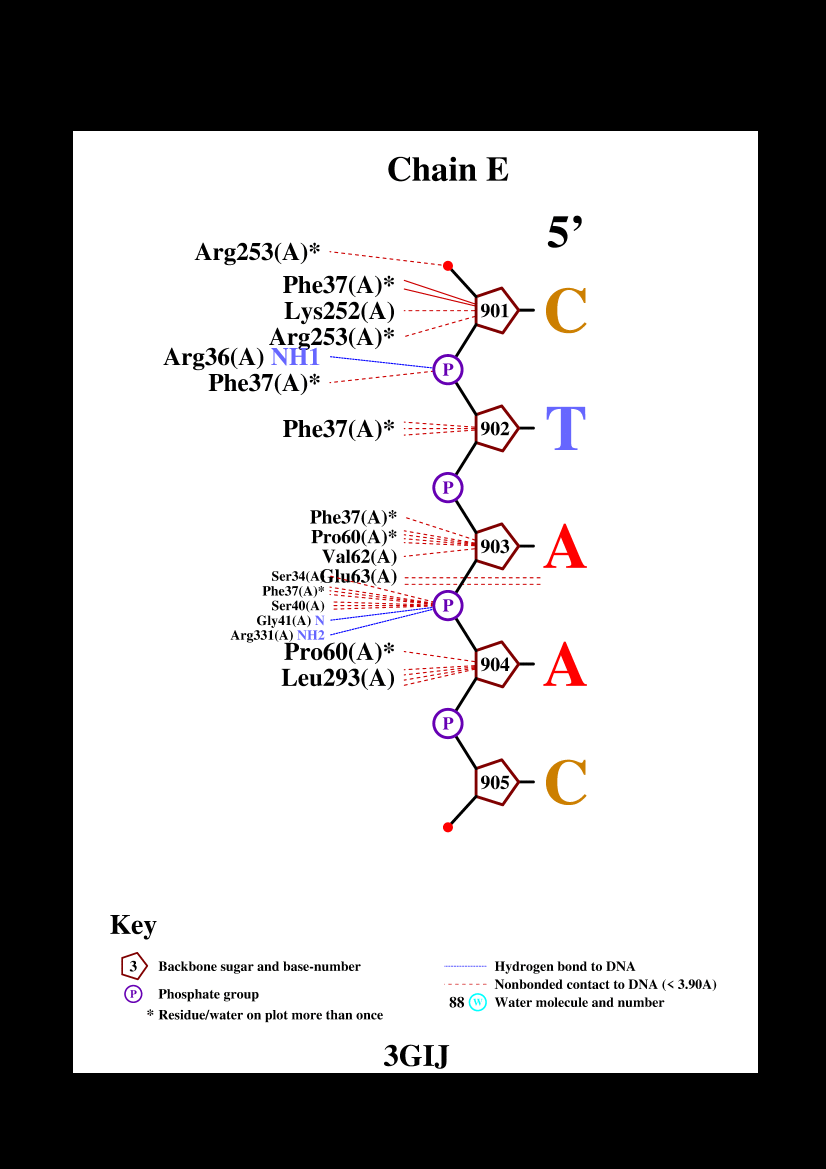 Chain E
5’
Arg253(A)*
Phe37(A)*
Lys252(A)
901
C
Arg253(A)*
Arg36(A) NH1
P
Phe37(A)*
Phe37(A)*
902
T
P
Phe37(A)*
Pro60(A)*
903
A
Val62(A)
Glu63(A)
Ser34(A)
Phe37(A)*
Ser40(A)
P
Gly41(A) N
Arg331(A) NH2
Pro60(A)*
904
A
Leu293(A)
P
905
C
Key
3 Backbone sugar and base-number
P Phosphate group
* Residue/water on plot more than once
Hydrogen bond to DNA
Nonbonded contact to DNA (< 3.90A)
88 W Water molecule and number
3GIJ